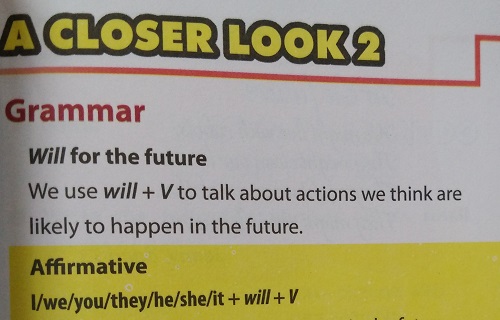 A CLOSER LOOK 2
Grammar
Will for the future
We use will + V to talk about actions we think are
likely to happen in the future.
Affirmative
I/we/you/they/he/she/it + will + V